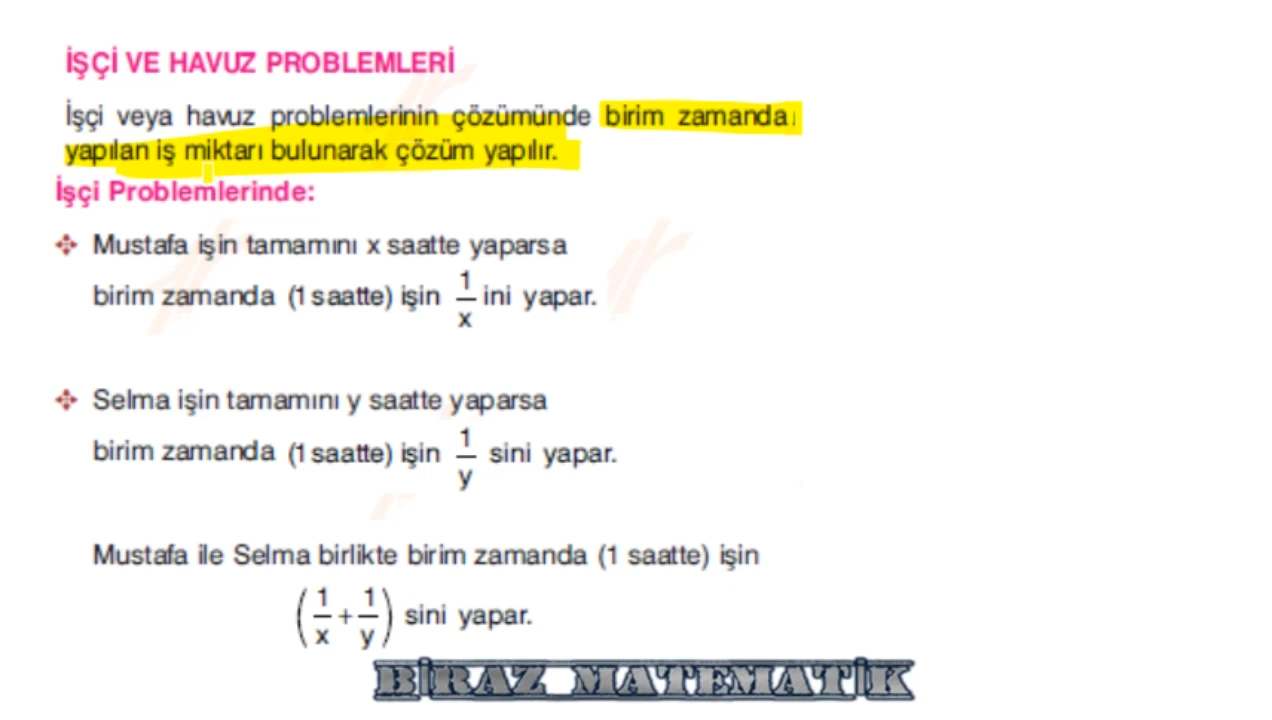 İŞÇİ VE HAVUZ PROBLEMLERİ
İşçi veya havuz problemlerinin çözümünde birim zamanda
yapılan iş miktarı bulunarak çözüm yapılır.
İşçi Problemlerinde:
Mustafa işin tamamını x saatte yaparsa
birim zamanda (1 saatte) işin 1/x ini yapar.
Selma işin tamamını y saatte yaparsa
birim zamanda (1 saatte) işin 1/y sini yapar.
Mustafa ile Selma birlikte birim zamanda (1 saatte) işin
(1/x + 1/y) sini yapar.
BİRAZ MATEMATİK